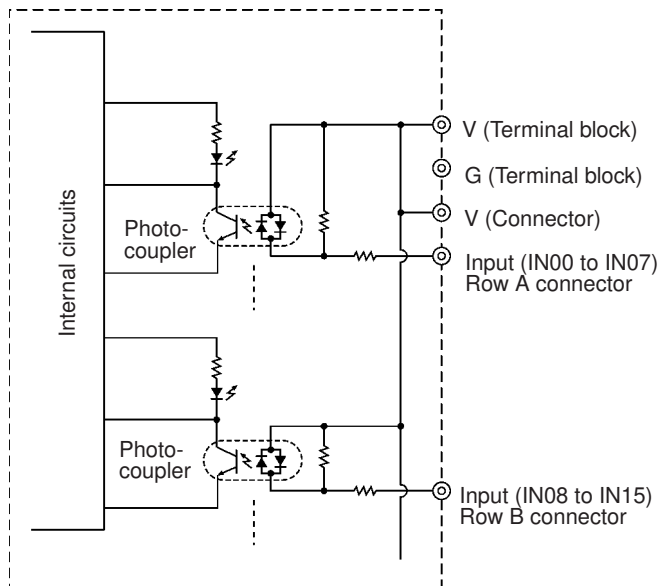 V (Terminal block)
G (Terminal block)
V (Connector)
Input (IN00 to IN07)
Row A connector
Photo-
coupler
Internal circuits
Photo-
coupler
Input (IN08 to IN15)
Row B connector